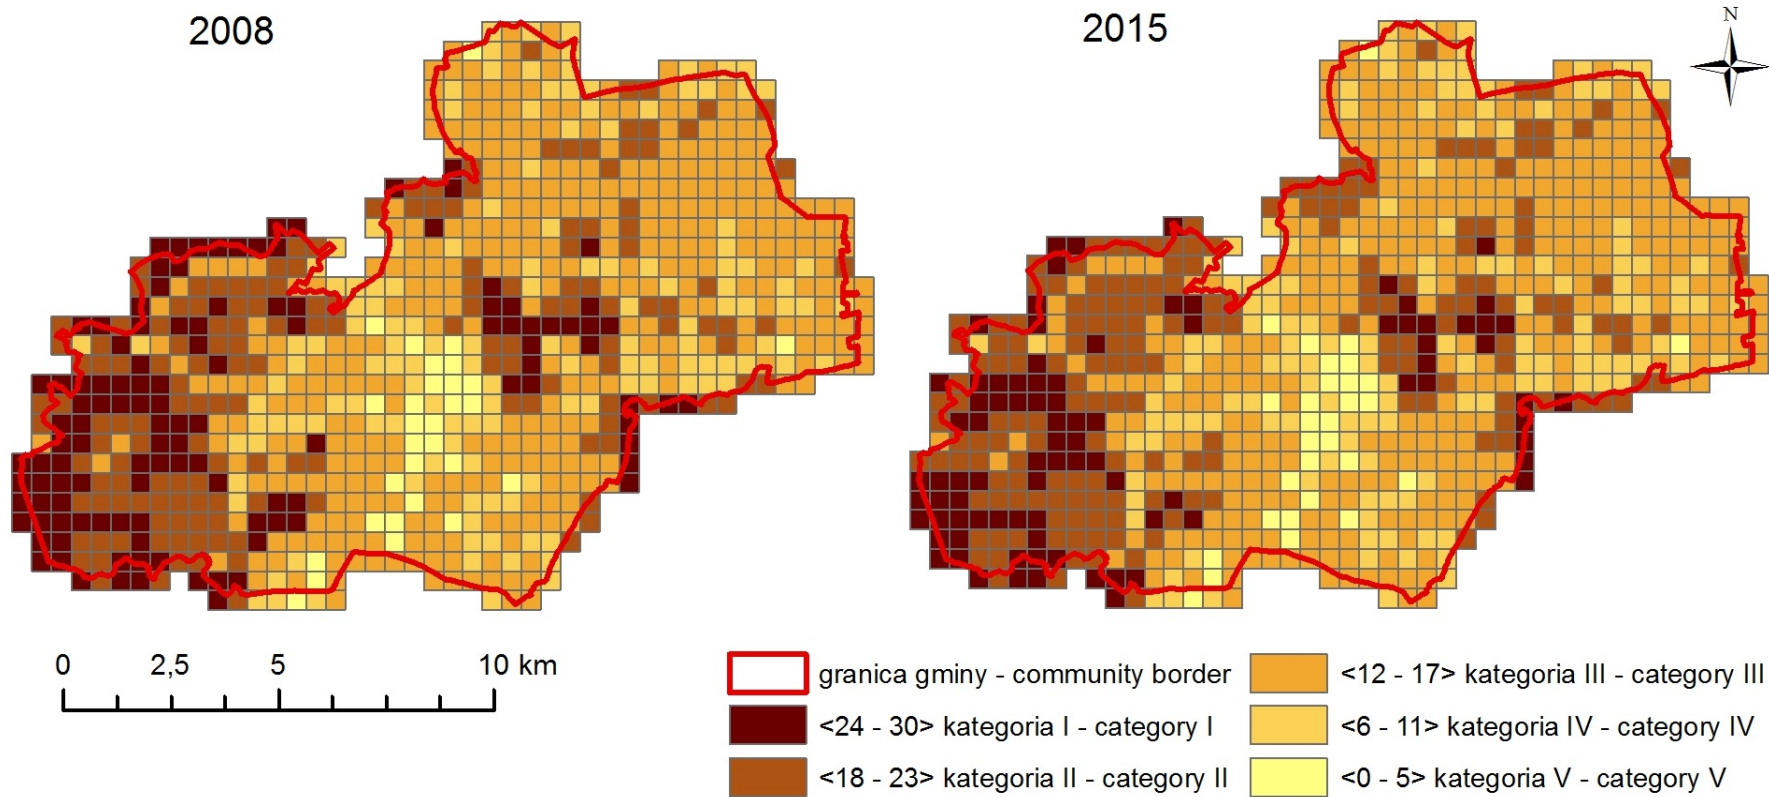 2008
2015
N
0 2,5 5 10 km
granica gminy - community border
<24 - 30> kategoria I - category I
<18 - 23> kategoria II - category II
<12 - 17> kategoria III - category III
<6 - 11> kategoria IV - category IV
<0 - 5> kategoria V - category V